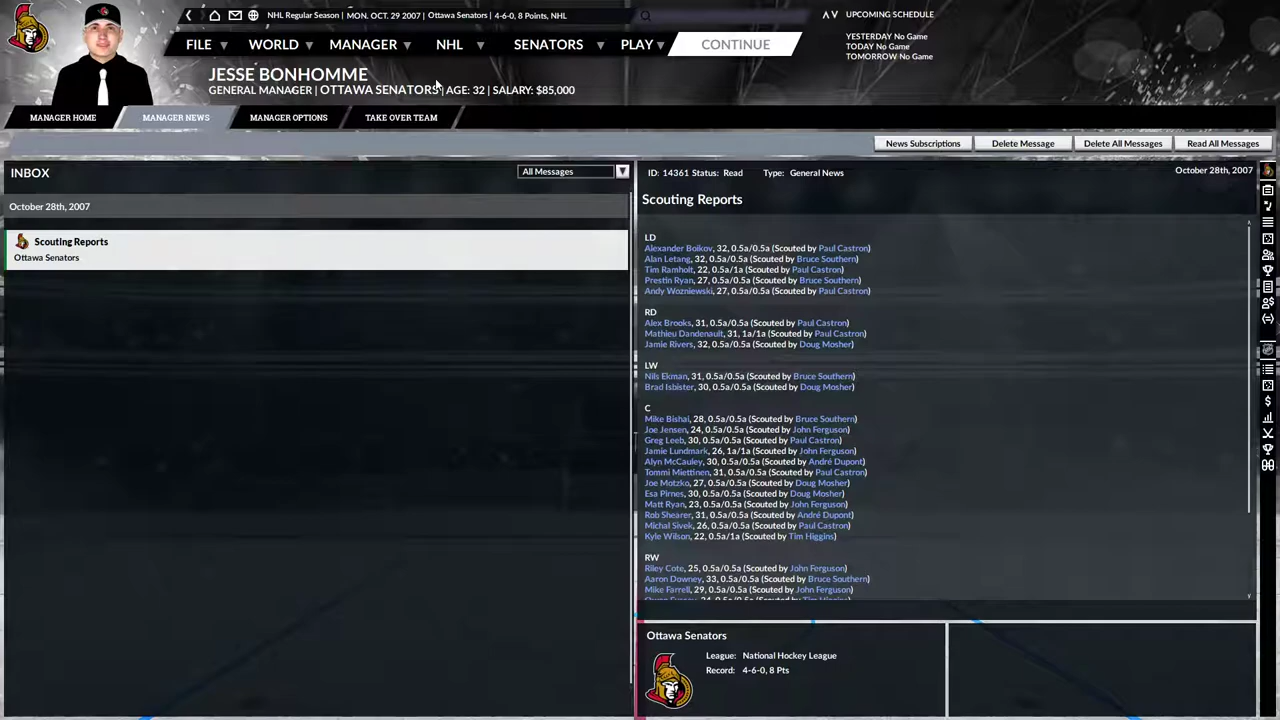 NHL Regular Season | MON. OCT. 29 2007 | Ottawa Senators | 4-6-0, 8 Points, NHL
UPCOMING SCHEDULE
YESTERDAY No Game
TODAY No Game
TOMORROW No Game
FILE
WORLD
MANAGER
NHL
SENATORS
PLAY
CONTINUE
JESSE BONHOMME
GENERAL MANAGER | OTTAWA SENATORS | AGE: 32 | SALARY: $85,000
MANAGER HOME
MANAGER NEWS
MANAGER OPTIONS
TAKE OVER TEAM
News Subscriptions
Delete Message
Delete All Messages
Read All Messages
INBOX
All Messages
October 28th, 2007
Scouting Reports
Ottawa Senators
ID: 14361 Status: Read Type: General News
October 28th, 2007
Scouting Reports
LD
Alexander Boikov, 32, 0.5a/0.5a (Scouted by Paul Castron)
Alan Letang, 32, 0.5a/0.5a (Scouted by Bruce Southern)
Tim Ramholt, 22, 0.5a/1a (Scouted by Paul Castron)
Prestin Ryan, 27, 0.5a/0.5a (Scouted by Bruce Southern)
Andy Wozniewski, 27, 0.5a/0.5a (Scouted by Paul Castron)
RD
Alex Brooks, 31, 0.5a/0.5a (Scouted by Paul Castron)
Mathieu Dandenault, 31, 1a/1a (Scouted by Paul Castron)
Jamie Rivers, 32, 0.5a/0.5a (Scouted by Doug Mosher)
LW
Nils Ekman, 31, 0.5a/0.5a (Scouted by Bruce Southern)
Brad Isbister, 30, 0.5a/0.5a (Scouted by Doug Mosher)
C
Mike Bishai, 28, 0.5a/0.5a (Scouted by Bruce Southern)
Joe Jensen, 24, 0.5a/0.5a (Scouted by John Ferguson)
Greg Leeb, 30, 0.5a/0.5a (Scouted by Paul Castron)
Jamie Lundmark, 26, 1a/1a (Scouted by John Ferguson)
Alyn McCauley, 30, 0.5a/0.5a (Scouted by André Dupont)
Tommi Miettinen, 31, 0.5a/0.5a (Scouted by Paul Castron)
Joe Motzko, 27, 0.5a/0.5a (Scouted by Doug Mosher)
Esa Pirnes, 30, 0.5a/0.5a (Scouted by Doug Mosher)
Matt Ryan, 23, 0.5a/0.5a (Scouted by John Ferguson)
Rob Shearer, 31, 0.5a/0.5a (Scouted by André Dupont)
Michal Sivek, 26, 0.5a/0.5a (Scouted by Paul Castron)
Kyle Wilson, 22, 0.5a/1a (Scouted by Tim Higgins)
RW
Riley Cote, 25, 0.5a/0.5a (Scouted by John Ferguson)
Aaron Downey, 33, 0.5a/0.5a (Scouted by Bruce Southern)
Mike Farrell, 29, 0.5a/0.5a (Scouted by John Ferguson)
Ottawa Senators
League: National Hockey League
Record: 4-6-0, 8 Pts